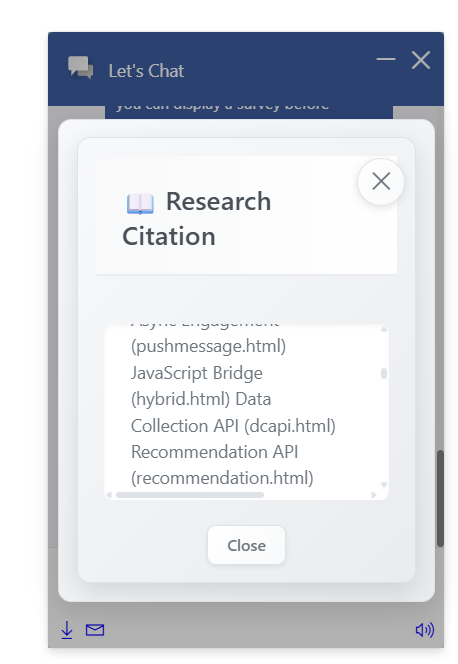 Let's Chat
you can display a survey before
Research
Citation
Async Engagement
(pushmessage.html)
JavaScript Bridge
(hybrid.html) Data
Collection API (dcapi.html)
Recommendation API
(recommendation.html)
Close